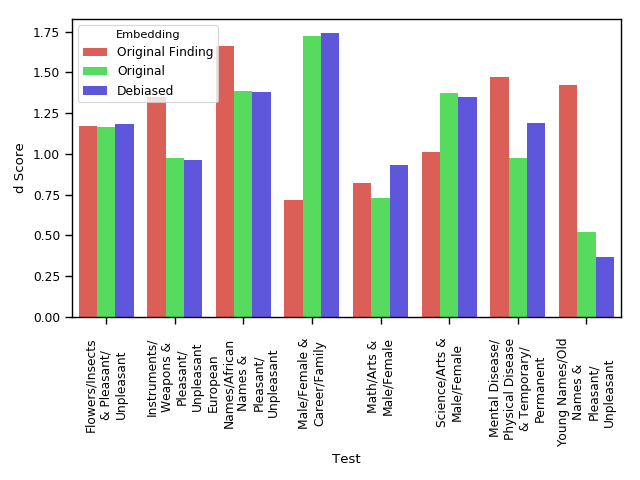 Embedding
Original Finding
Original
Debiased
d Score
1.75
1.50
1.25
1.00
0.75
0.50
0.25
0.00
Flowers/Insects
& Pleasant/
Unpleasant
Instruments/
Weapons &
Pleasant/
Unpleasant
European
Names/African
Names &
Pleasant/
Unpleasant
Male/Female &
Career/Family
Math/Arts &
Male/Female
Science/Arts &
Male/Female
Mental Disease/
Physical Disease
& Temporary/
Permanent
Young Names/Old
Names &
Pleasant/
Unpleasant
Test